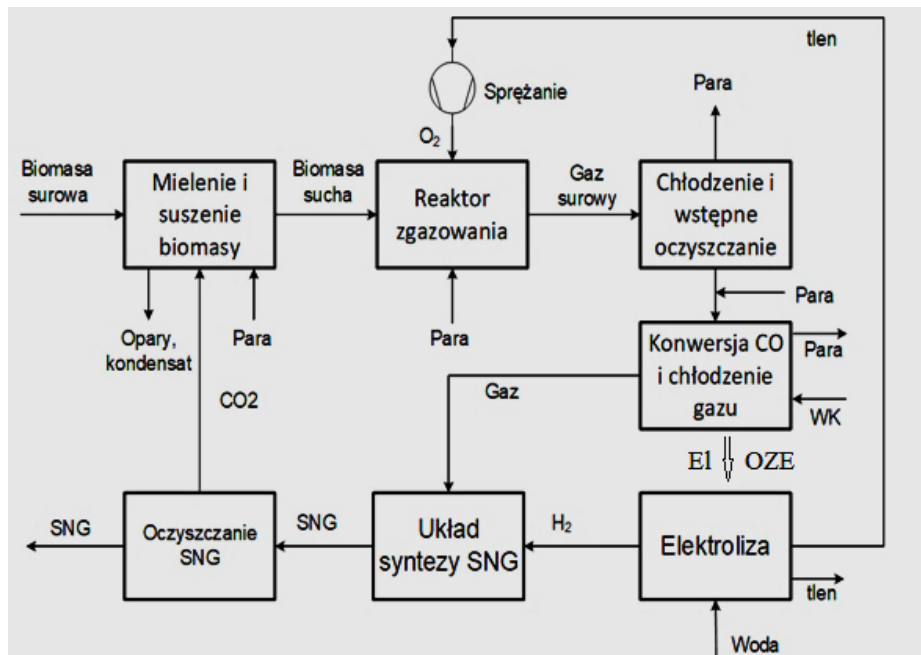 tlen
Sprężanie
Para
O₂
Biomasa
surowa
Mielenie i
suszenie
biomasy
Biomasa
sucha
Reaktor
zgazowania
Gaz
surowy
Chłodzenie i
wstępne
oczyszczanie
Para
Opary,
kondensat
Para
Para
Konwersja CO
i chłodzenie
gazu
Para
WK
CO2
Gaz
El OZE
SNG
Oczyszczanie
SNG
SNG
Układ
syntezy SNG
H₂
Elektroliza
tlen
Woda